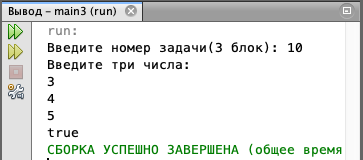 Вывод – main3 (run)
run:
Введите номер задачи(3 блок): 10
Введите три числа:
3
4
5
true
СБОРКА УСПЕШНО ЗАВЕРШЕНА (общее время